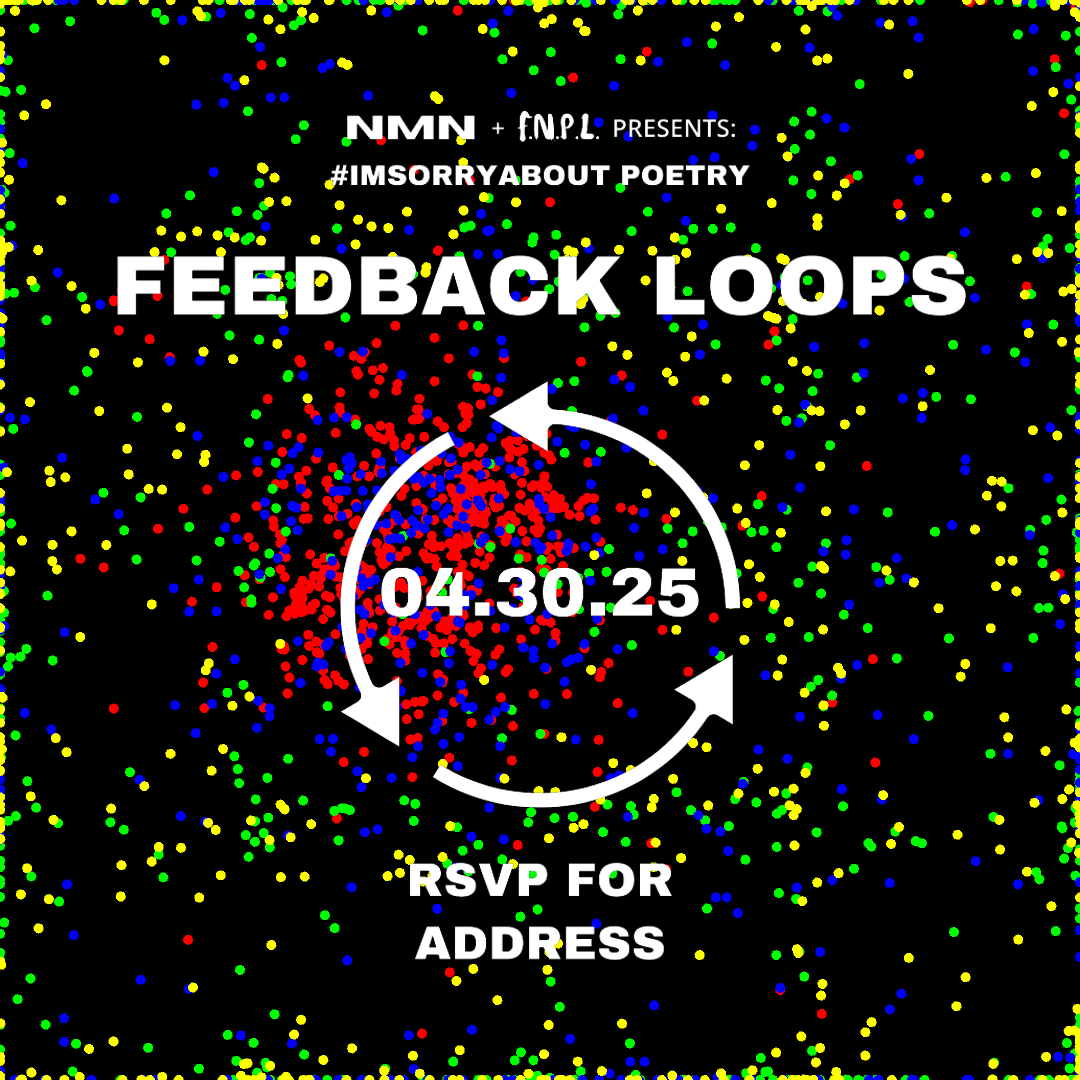 NMN + F.N.P.L. PRESENTS:
#IMSORRYABOUT POETRY
FEEDBACK LOOPS
04.30.25
RSVP FOR
ADDRESS